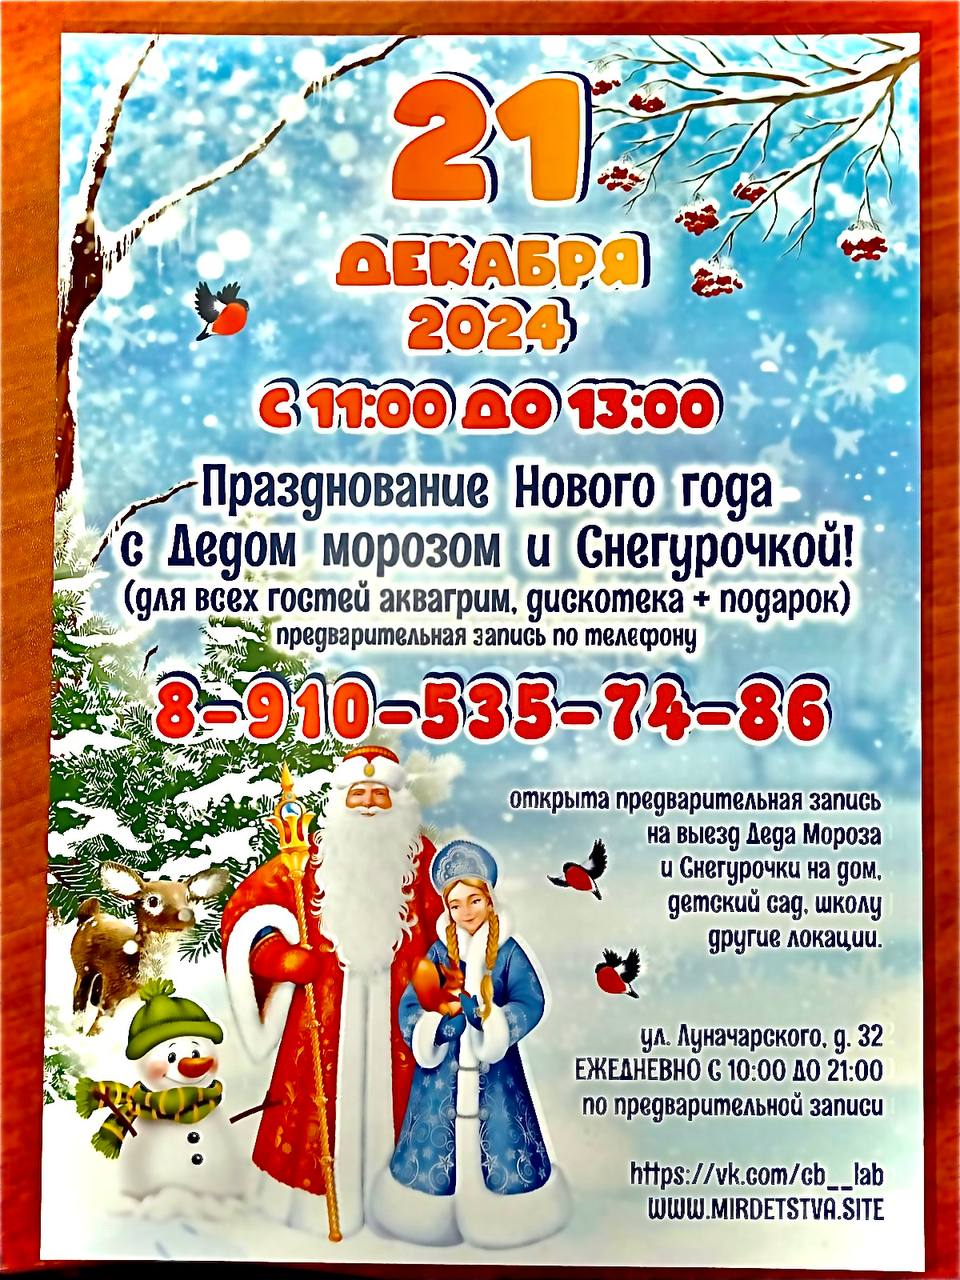 21
ДЕКАБРЯ
2024
С 11:00 ДО 13:00
Празднование Нового года
с Дедом морозом и Снегурочкой!
(для всех гостей аквагрим, дискотека + подарок)
предварительная запись по телефону
8-910-535-74-86
открыта предварительная запись
на выезд Деда Мороза
и Снегурочки на дом,
детский сад, школу
другие локации.
ул. Луначарского, д. 32
ЕЖЕДНЕВНО С 10:00 ДО 21:00
по предварительной записи
https://vk.com/cb__lab
WWW.MIRDETSTVA.SITE